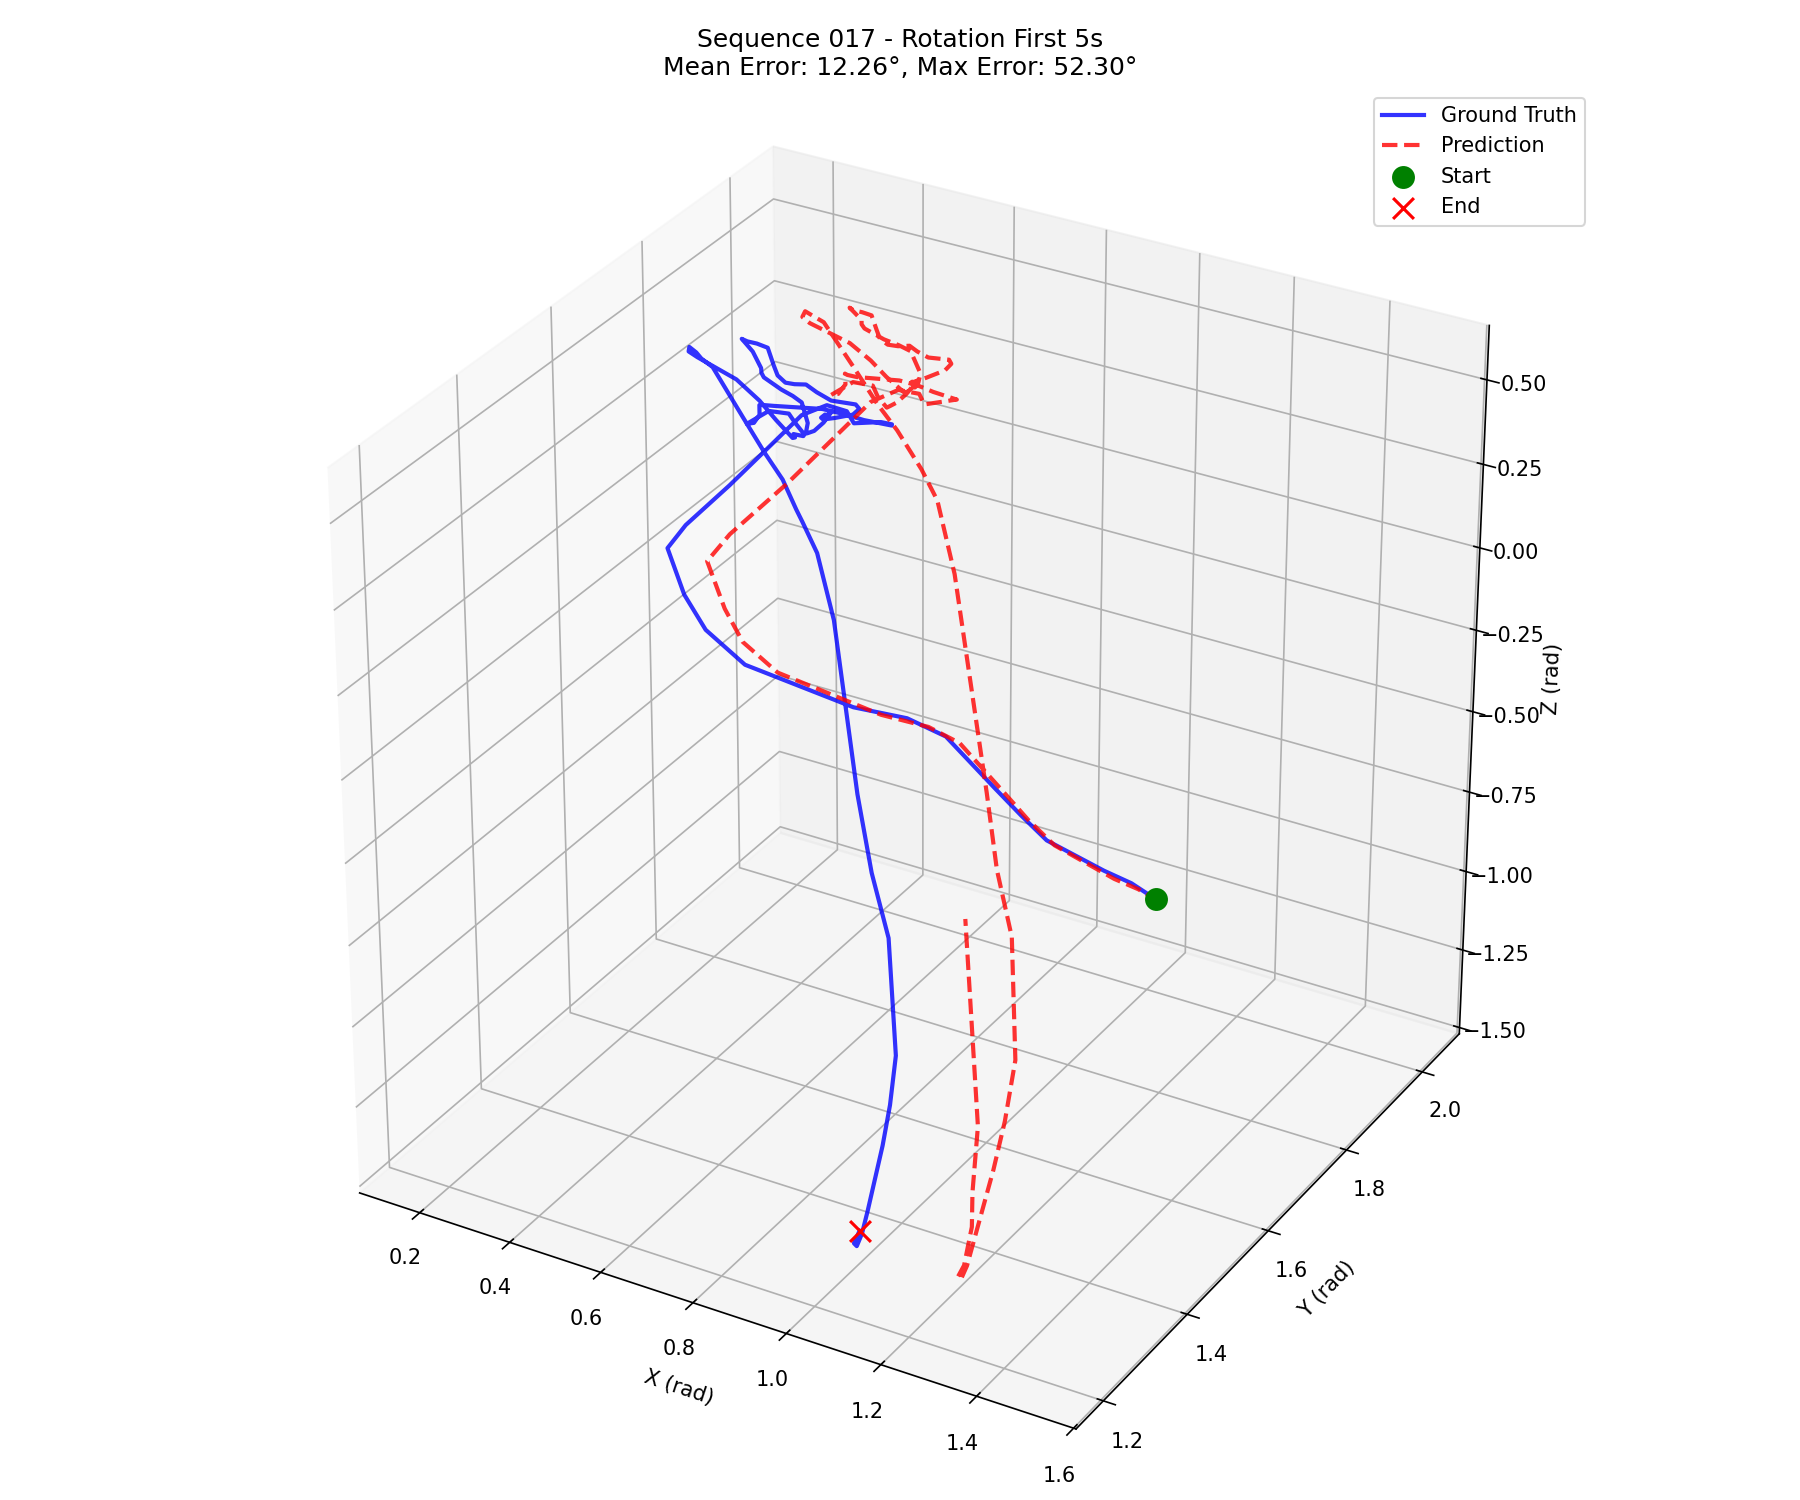 Sequence 017 - Rotation First 5s
Mean Error: 12.26°, Max Error: 52.30°
Ground Truth
Prediction
Start
End
0.50
0.25
0.00
−0.25
−0.50
−0.75
−1.00
−1.25
−1.50
Z (rad)
2.0
1.8
1.6
1.4
1.2
Y (rad)
0.2
0.4
0.6
0.8
1.0
1.2
1.4
1.6
X (rad)